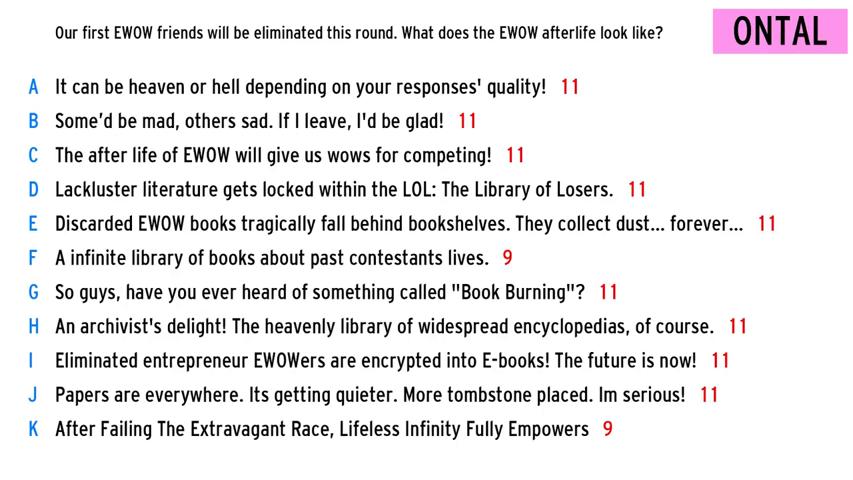 Our first EWOW friends will be eliminated this round. What does the EWOW afterlife look like?
ONTAL
A It can be heaven or hell depending on your responses' quality! 11
B Some'd be mad, others sad. If I leave, I'd be glad! 11
C The after life of EWOW will give us wows for competing! 11
D Lackluster literature gets locked within the LOL: The Library of Losers. 11
E Discarded EWOW books tragically fall behind bookshelves. They collect dust... forever... 11
F A infinite library of books about past contestants lives. 9
G So guys, have you ever heard of something called "Book Burning"? 11
H An archivist's delight! The heavenly library of widespread encyclopedias, of course. 11
I Eliminated entrepreneur EWOWers are encrypted into E-books! The future is now! 11
J Papers are everywhere. Its getting quieter. More tombstone placed. Im serious! 11
K After Failing The Extravagant Race, Lifeless Infinity Fully Empowers 9